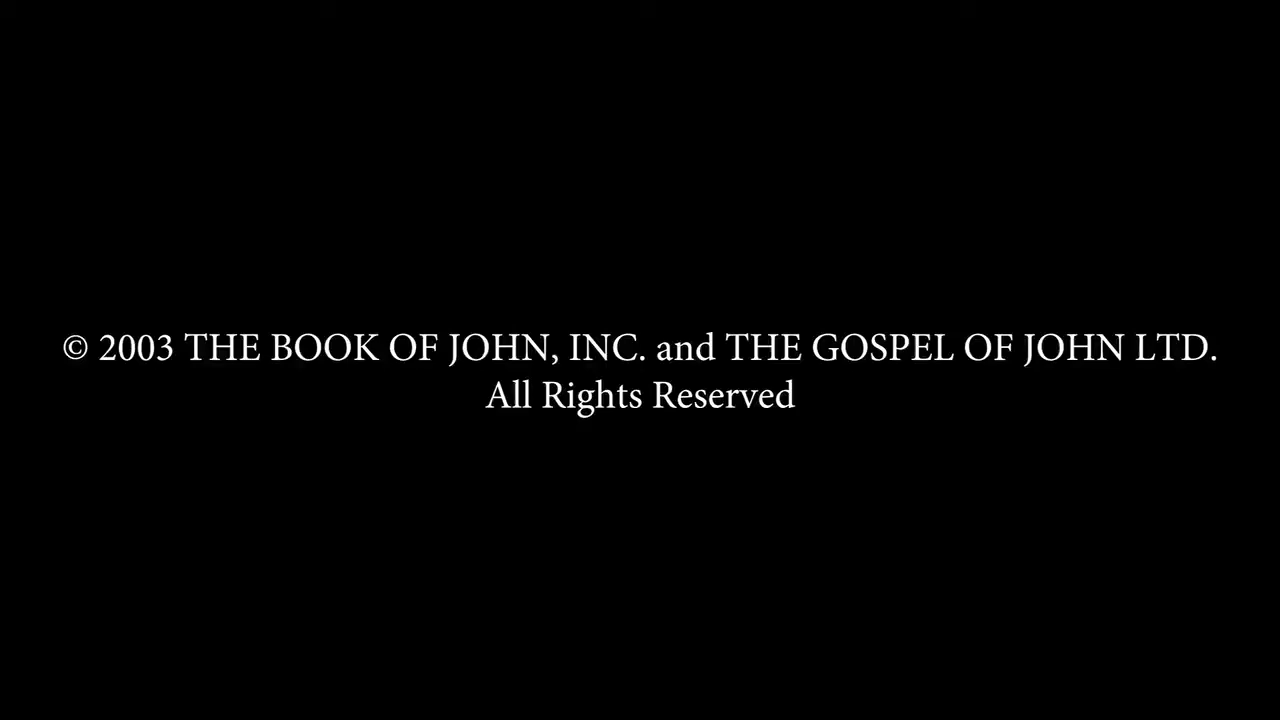 © 2003 THE BOOK OF JOHN, INC. and THE GOSPEL OF JOHN LTD.
All Rights Reserved